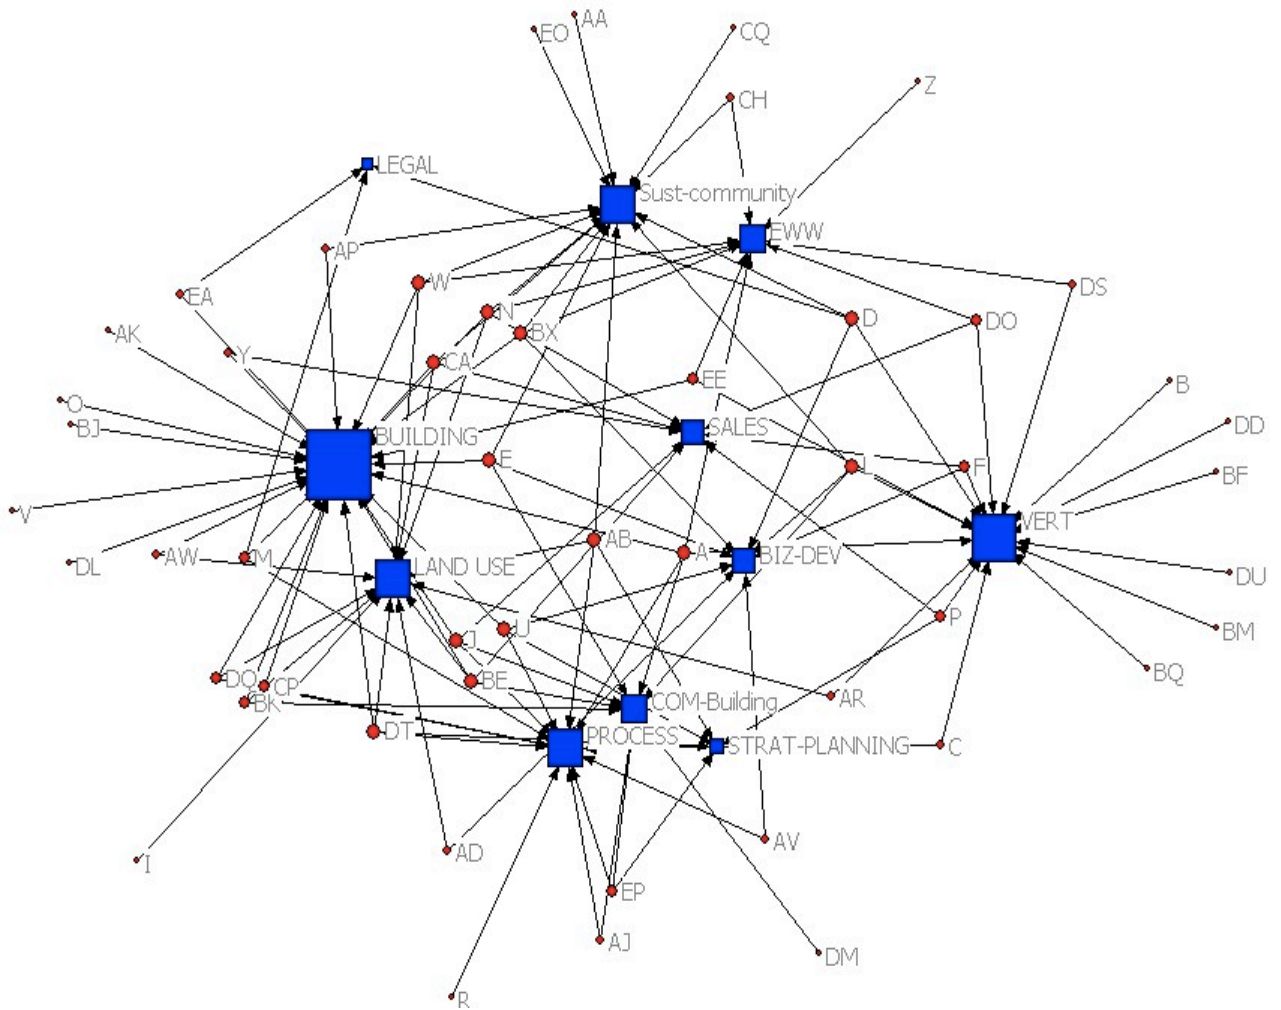 AA
EO
CQ
Z
CH
LEGAL
Sust-community
EWW
AP
W
DS
EA
N
D
DO
AK
BX
Y
CA
EE
B
O
BJ
SALES
DD
BUILDING
E
L
F
BF
V
VERT
AB
AW
M
A
BIZ-DEV
DL
LAND USE
DU
P
U
J
BM
BQ
DQ
CP
BE
BK
AR
COM-Building
DT
PROCESS
STRAT-PLANNING
C
AV
AD
I
EP
AJ
DM
R